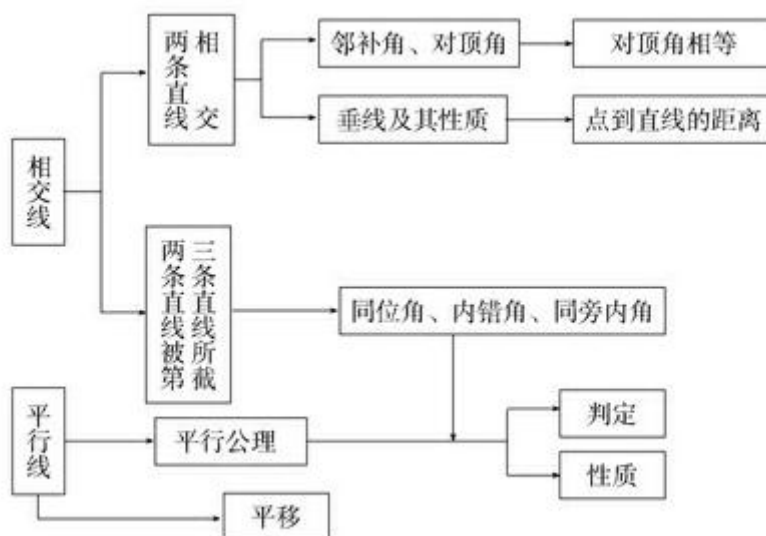 相交线
两条直线
相交
邻补角、对顶角
对顶角相等
垂线及其性质
点到直线的距离
两条直线被第
三条直线所截
同位角、内错角、同旁内角
平行线
平行公理
判定
性质
平移